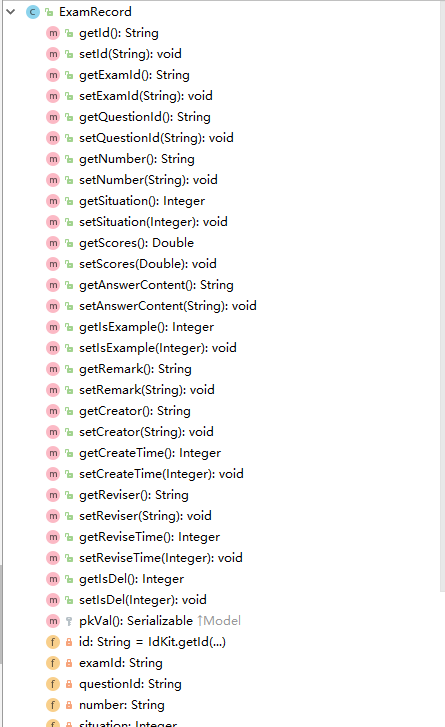 ExamRecord
getId(): String
setId(String): void
getExamId(): String
setExamId(String): void
getQuestionId(): String
setQuestionId(String): void
getNumber(): String
setNumber(String): void
getSituation(): Integer
setSituation(Integer): void
getScores(): Double
setScores(Double): void
getAnswerContent(): String
setAnswerContent(String): void
getIsExample(): Integer
setIsExample(Integer): void
getRemark(): String
setRemark(String): void
getCreator(): String
setCreator(String): void
getCreateTime(): Integer
setCreateTime(Integer): void
getReviser(): String
setReviser(String): void
getReviseTime(): Integer
setReviseTime(Integer): void
getIsDel(): Integer
setIsDel(Integer): void
pkVal(): Serializable ↑Model
id: String = IdKit.getId(...)
examId: String
questionId: String
number: String
situation: Integer